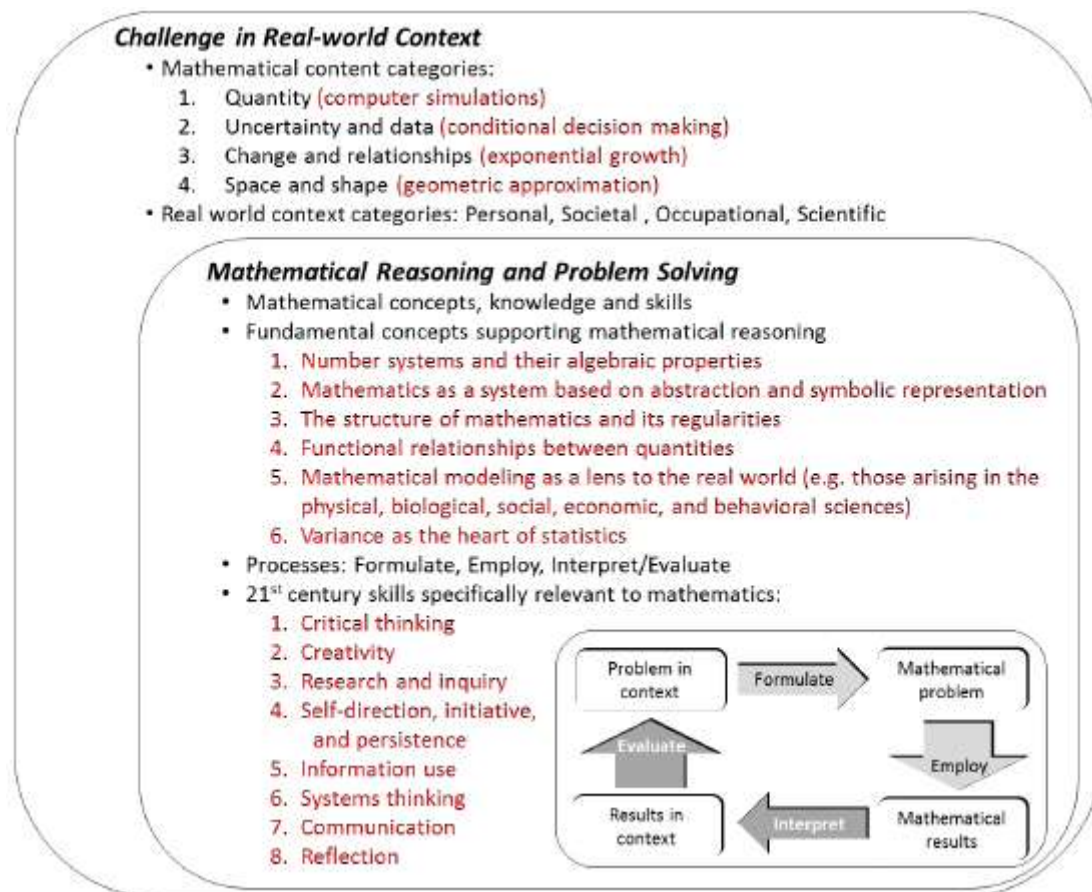 Challenge in Real-world Context
• Mathematical content categories:
1. Quantity (computer simulations)
2. Uncertainty and data (conditional decision making)
3. Change and relationships (exponential growth)
4. Space and shape (geometric approximation)
• Real world context categories: Personal, Societal , Occupational, Scientific
Mathematical Reasoning and Problem Solving
• Mathematical concepts, knowledge and skills
• Fundamental concepts supporting mathematical reasoning
1. Number systems and their algebraic properties
2. Mathematics as a system based on abstraction and symbolic representation
3. The structure of mathematics and its regularities
4. Functional relationships between quantities
5. Mathematical modeling as a lens to the real world (e.g. those arising in the
physical, biological, social, economic, and behavioral sciences)
6. Variance as the heart of statistics
• Processes: Formulate, Employ, Interpret/Evaluate
• 21st century skills specifically relevant to mathematics:
1. Critical thinking
2. Creativity
3. Research and inquiry
4. Self-direction, initiative,
and persistence
5. Information use
6. Systems thinking
7. Communication
8. Reflection
Problem in
context
Formulate
Mathematical
problem
Employ
Mathematical
results
Interpret
Results in
context
Evaluate